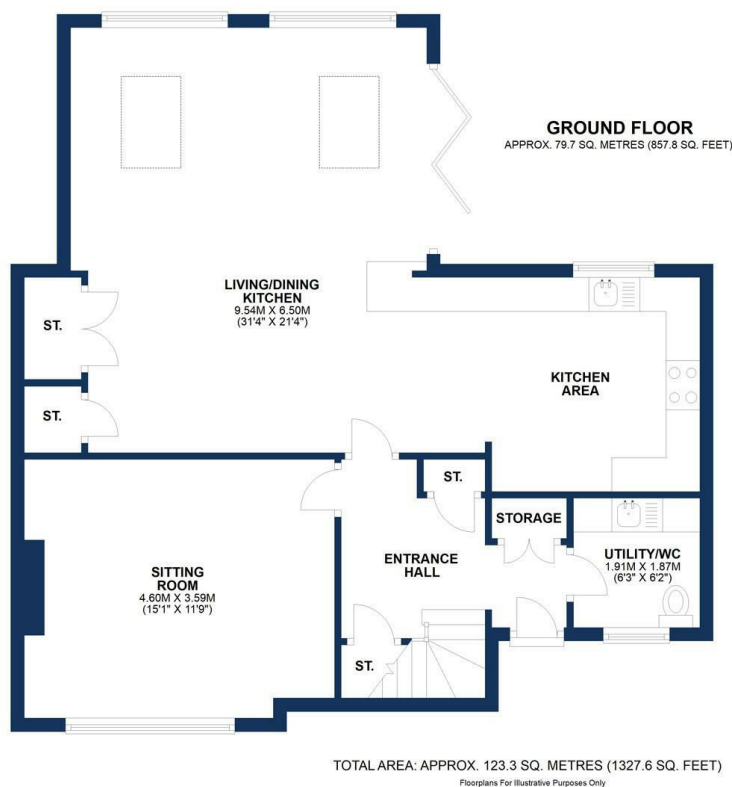 GROUND FLOOR
APPROX. 79.7 SQ. METRES (857.8 SQ. FEET)
LIVING/DINING
KITCHEN
9.54M X 6.50M
(31'4" X 21'4")
ST.
ST.
KITCHEN
AREA
ST.
STORAGE
UTILITY/WC
1.91M X 1.87M
(6'3" X 6'2")
ENTRANCE
HALL
SITTING
ROOM
4.60M X 3.59M
(15'1" X 11'9")
ST.
TOTAL AREA: APPROX. 123.3 SQ. METRES (1327.6 SQ. FEET)
Floorplans For Illustrative Purposes Only